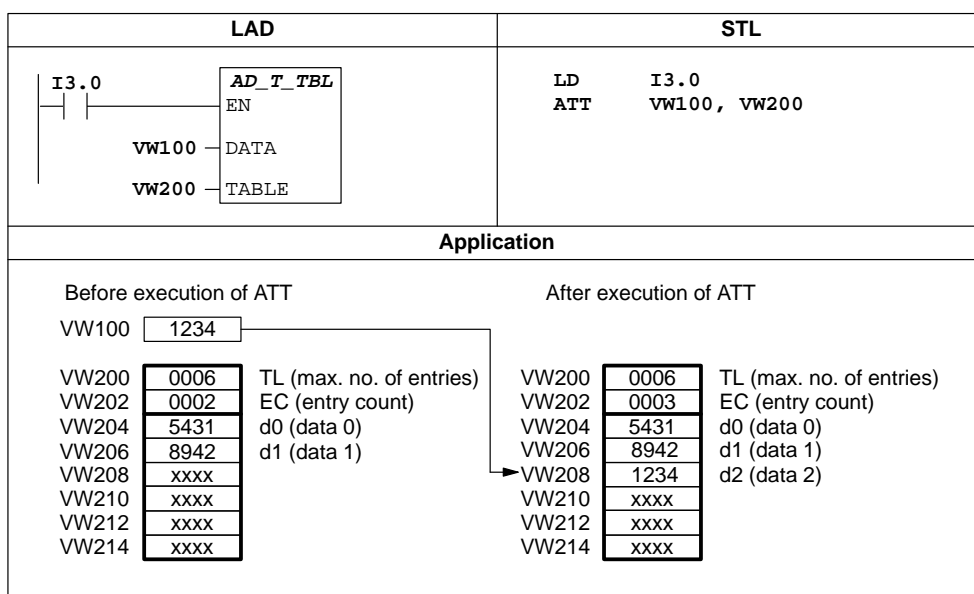 LAD
STL
I3.0
AD_T_TBL
EN
VW100
DATA
VW200
TABLE
LD I3.0
ATT VW100, VW200
Application
Before execution of ATT
VW100 1234
VW200 0006 TL (max. no. of entries)
VW202 0002 EC (entry count)
VW204 5431 d0 (data 0)
VW206 8942 d1 (data 1)
VW208 xxxx
VW210 xxxx
VW212 xxxx
VW214 xxxx
After execution of ATT
VW200 0006 TL (max. no. of entries)
VW202 0003 EC (entry count)
VW204 5431 d0 (data 0)
VW206 8942 d1 (data 1)
VW208 1234 d2 (data 2)
VW210 xxxx
VW212 xxxx
VW214 xxxx